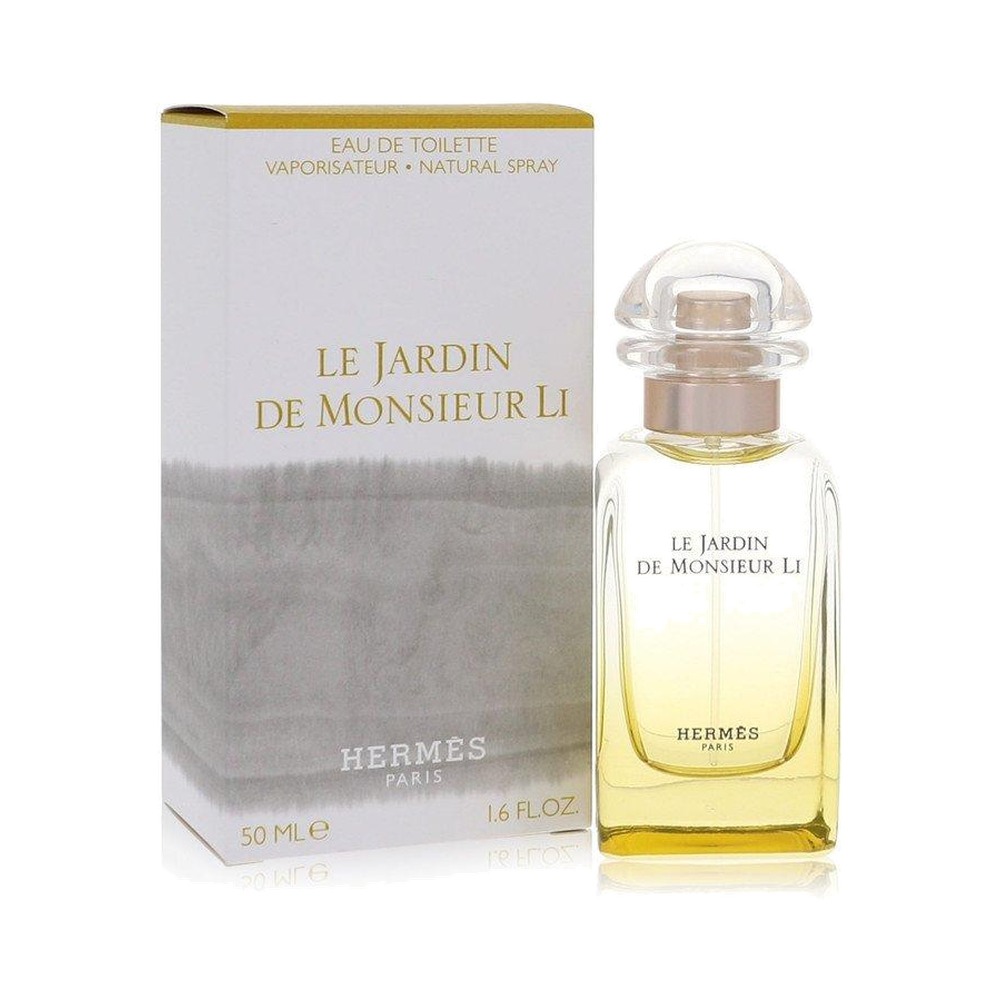 EAU DE TOILETTE
VAPORISATEUR • NATURAL SPRAY
LE JARDIN
DE MONSIEUR LI
HERMÈS
PARIS
50 ML e
1.6 FL.OZ.
LE JARDIN
DE MONSIEUR LI
HERMÈS
PARIS